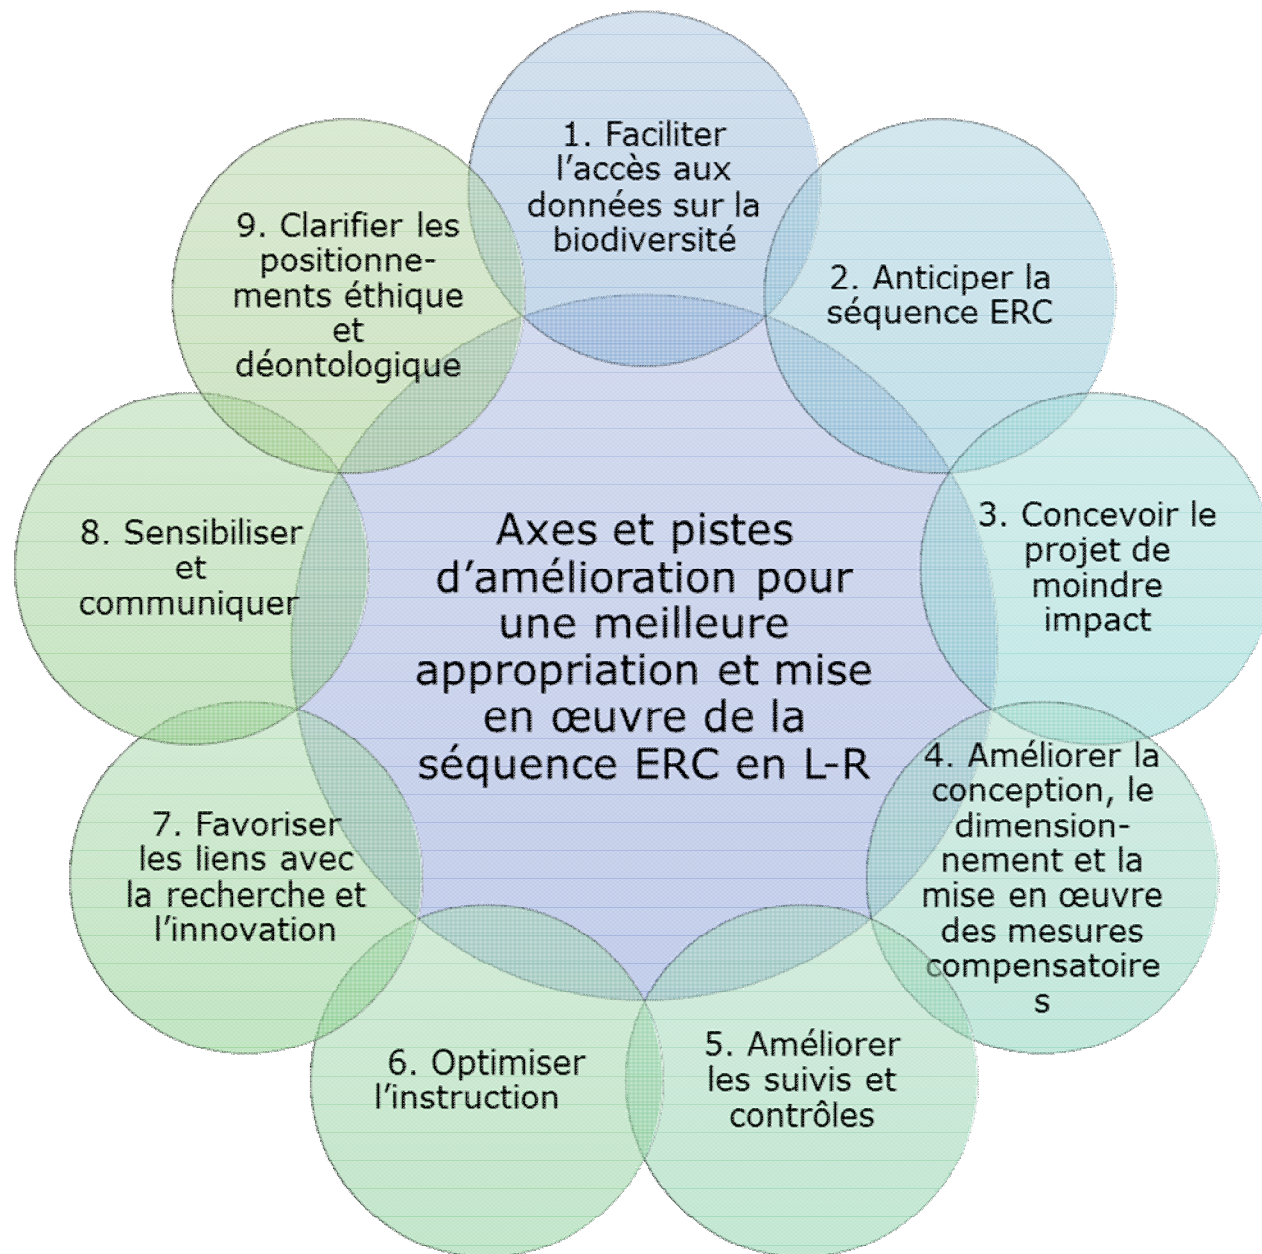 1. Faciliter
l’accès aux
données sur la
biodiversité
2. Anticiper la
séquence ERC
3. Concevoir le
projet de
moindre
impact
4. Améliorer la
conception, le
dimension-
nement et la
mise en œuvre
des mesures
compensatoire
s
5. Améliorer
les suivis et
contrôles
6. Optimiser
l’instruction
7. Favoriser
les liens avec
la recherche et
l’innovation
8. Sensibiliser
et
communiquer
9. Clarifier les
positionne-
ments éthique
et
déontologique
Axes et pistes
d’amélioration pour
une meilleure
appropriation et mise
en œuvre de la
séquence ERC en L-R